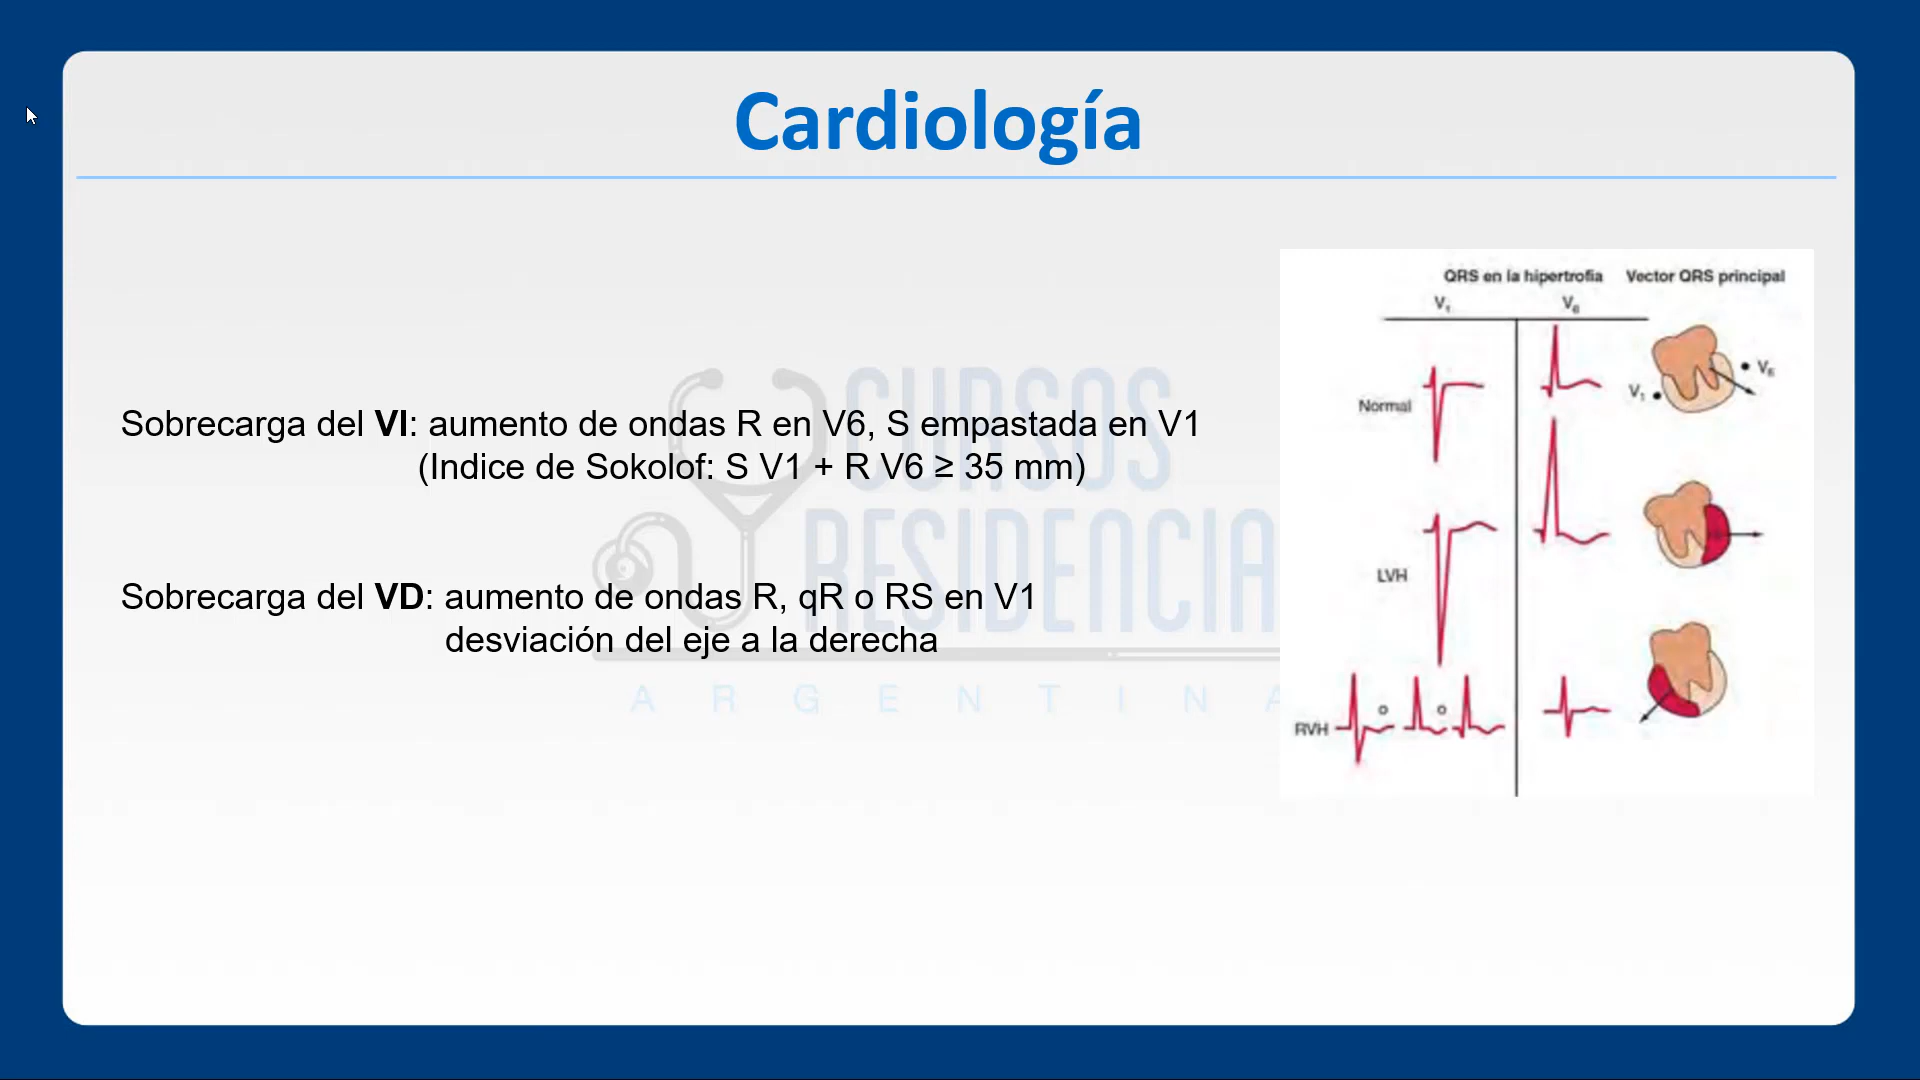 Cardiología
Sobrecarga del VI: aumento de ondas R en V6, S empastada en V1
(Indice de Sokolof: S V1 + R V6 ≥ 35 mm)
Sobrecarga del VD: aumento de ondas R, qR o RS en V1
desviación del eje a la derecha
CURSOS
RESIDENCIA
ARGENTINA
QRS en la hipertrofia Vector QRS principal
V1 V6
V6
V1
Normal
LVH
o o
RVH